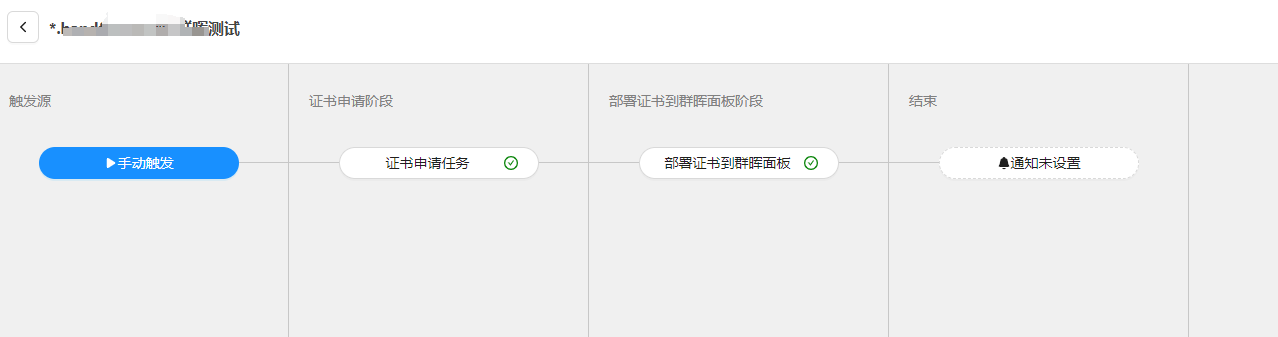 测试
触发源
证书申请阶段
部署证书到群晖面板阶段
结束
手动触发
证书申请任务
部署证书到群晖面板
通知未设置